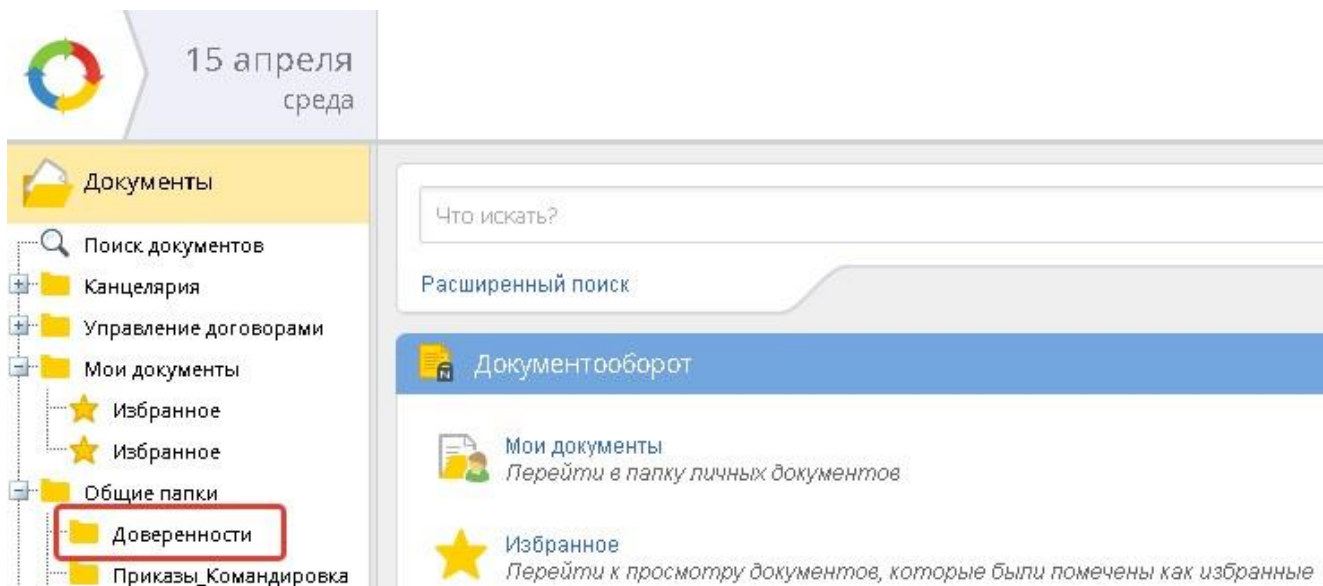 15 апреля
среда
Документы
Поиск документов
Канцелярия
Управление договорами
Мои документы
Избранное
Избранное
Общие папки
Доверенности
Приказы_Командировка
Что искать?
Расширенный поиск
Документооборот
Мои документы
Перейти в папку личных документов
Избранное
Перейти к просмотру документов, которые были помечены как избранные